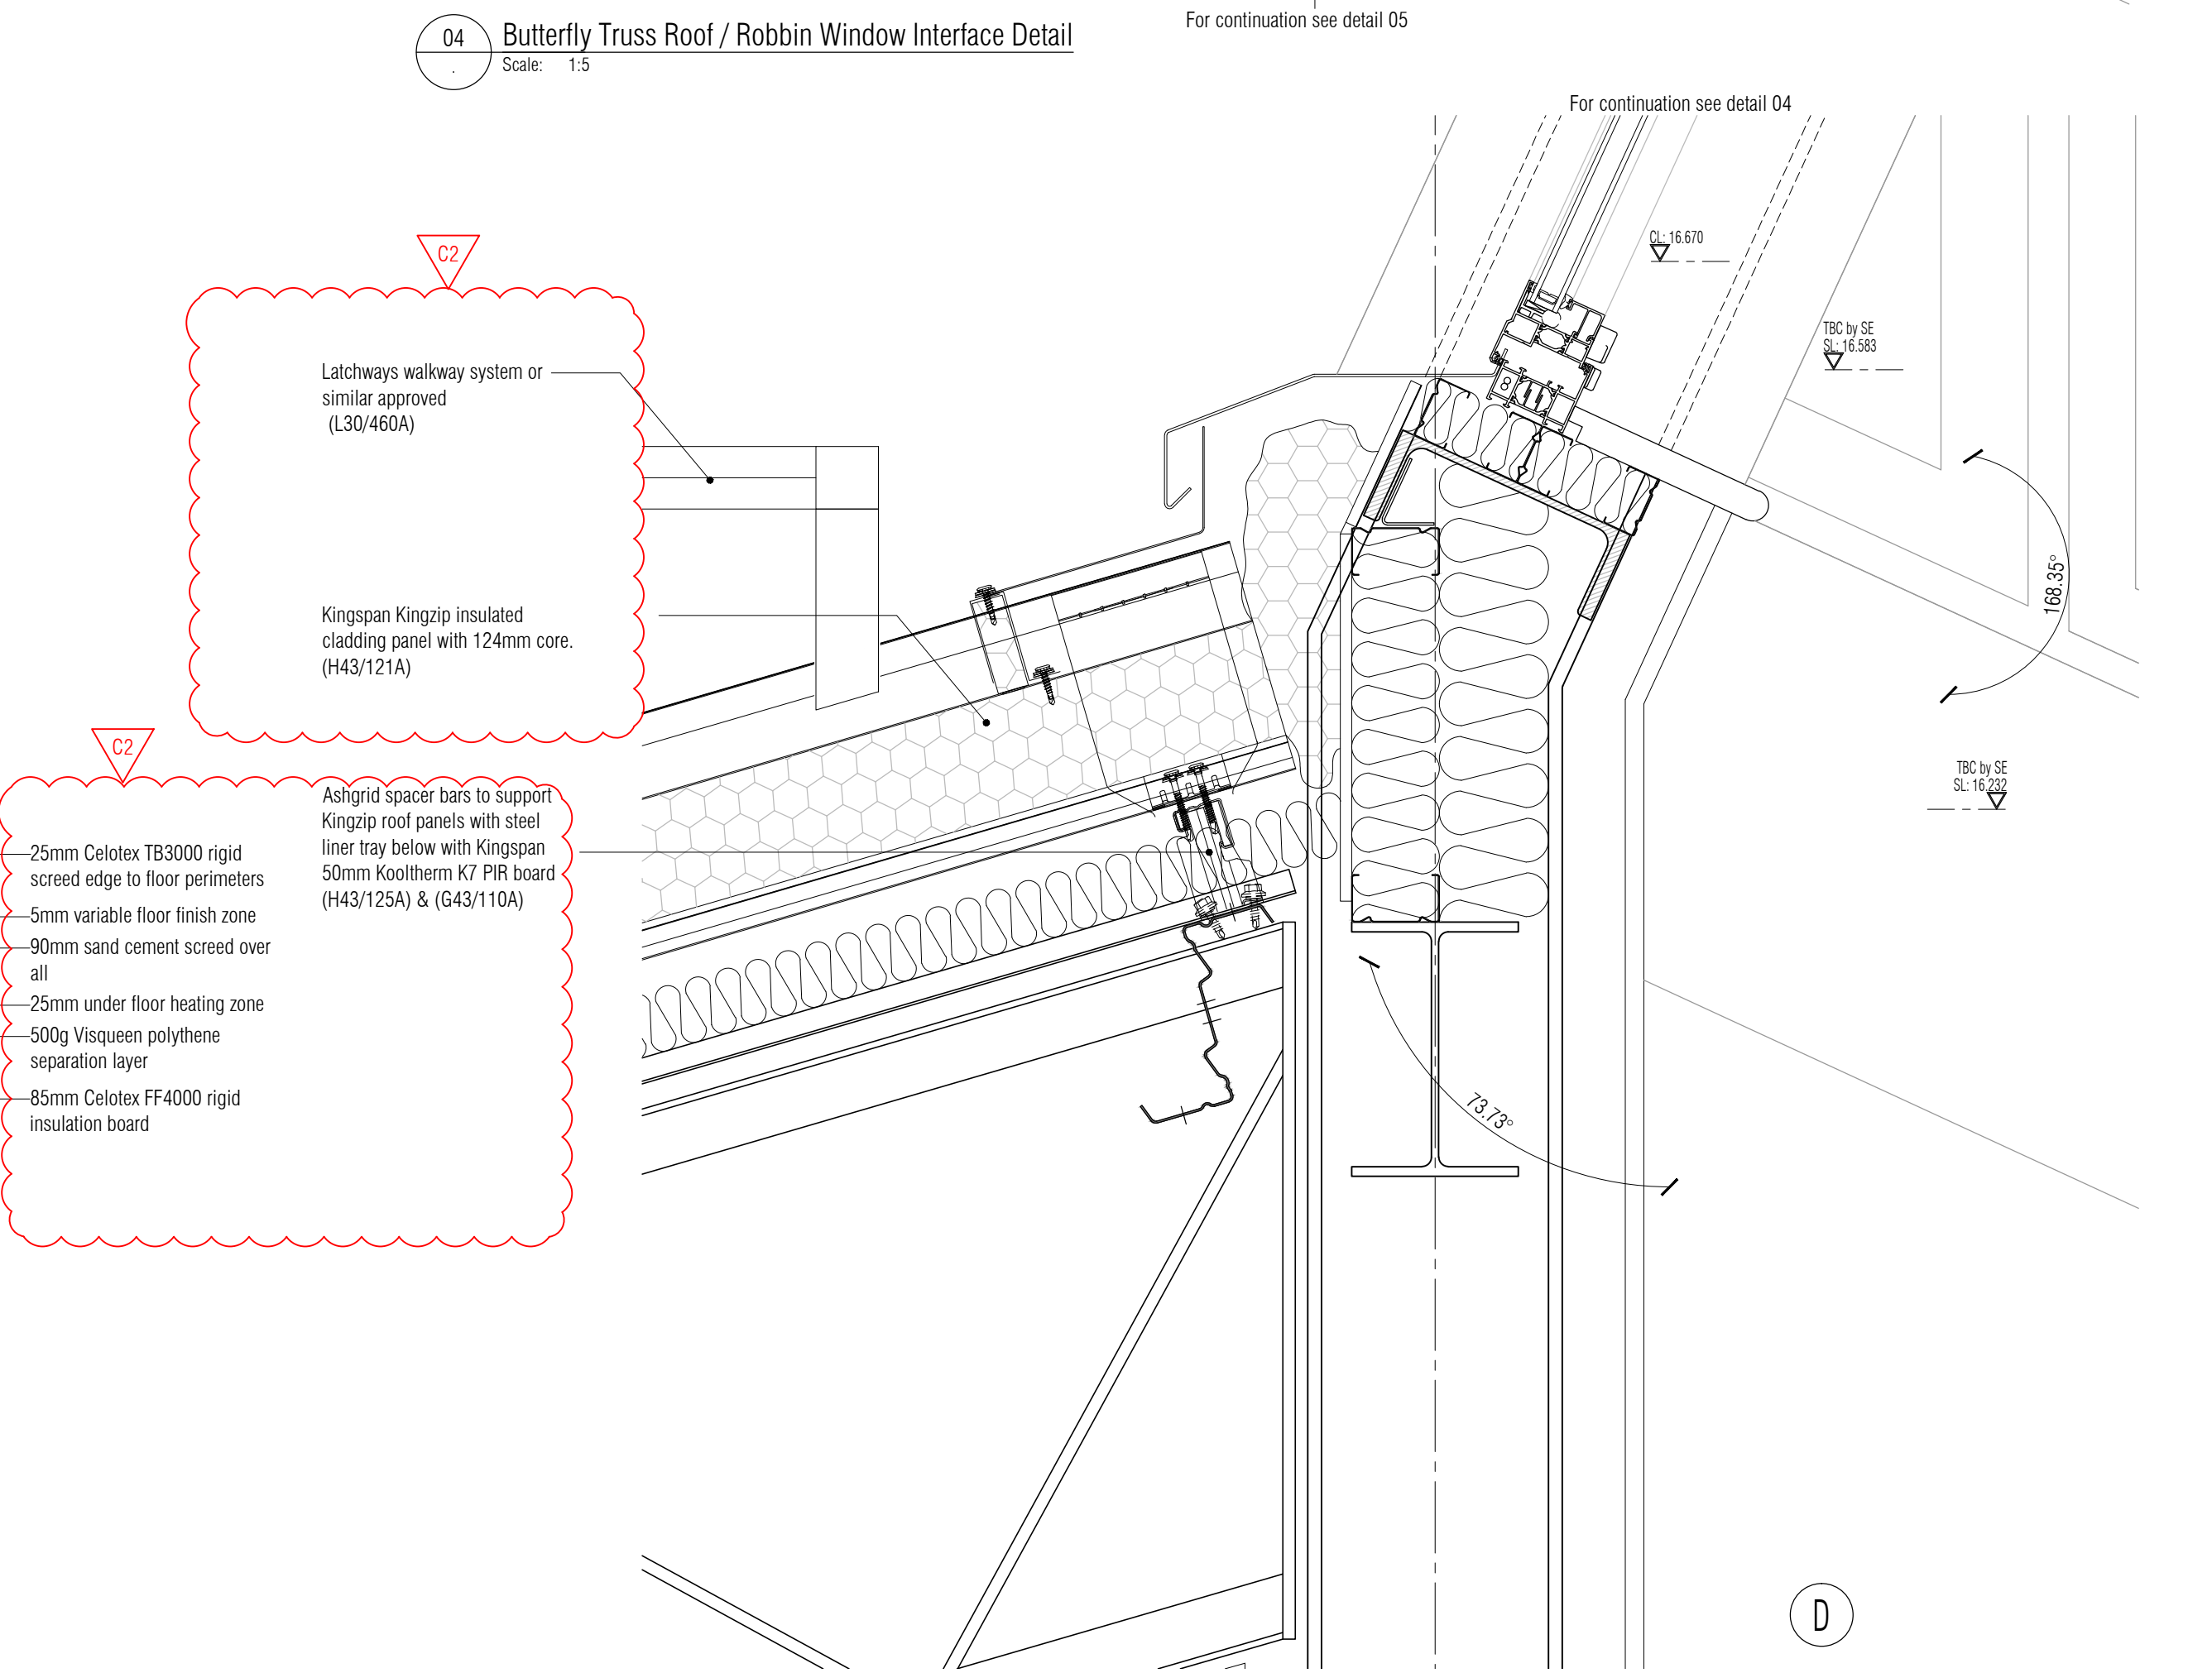 04
Butterfly Truss Roof / Robbin Window Interface Detail
.
Scale: 1:5
For continuation see detail 05
For continuation see detail 04
C2
CL: 16.670
TBC by SE
SL: 16.583
Latchways walkway system or
similar approved
(L30/460A)
8
168.35°
Kingspan Kingzip insulated
cladding panel with 124mm core.
(H43/121A)
C2
TBC by SE
SL: 16.232
Ashgrid spacer bars to support
Kingzip roof panels with steel
liner tray below with Kingspan
50mm Kooltherm K7 PIR board
(H43/125A) & (G43/110A)
25mm Celotex TB3000 rigid
screed edge to floor perimeters
5mm variable floor finish zone
90mm sand cement screed over
all
25mm under floor heating zone
500g Visqueen polythene
separation layer
85mm Celotex FF4000 rigid
insulation board
73.73°
D